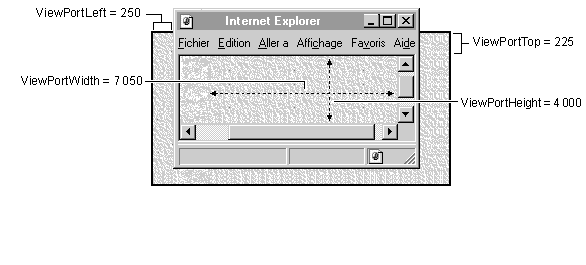 ViewPortLeft = 250
Internet Explorer
Fichier Edition Aller a Affichage Favoris Aide
ViewPortTop = 225
ViewPortWidth = 7 050
ViewPortHeight = 4 000